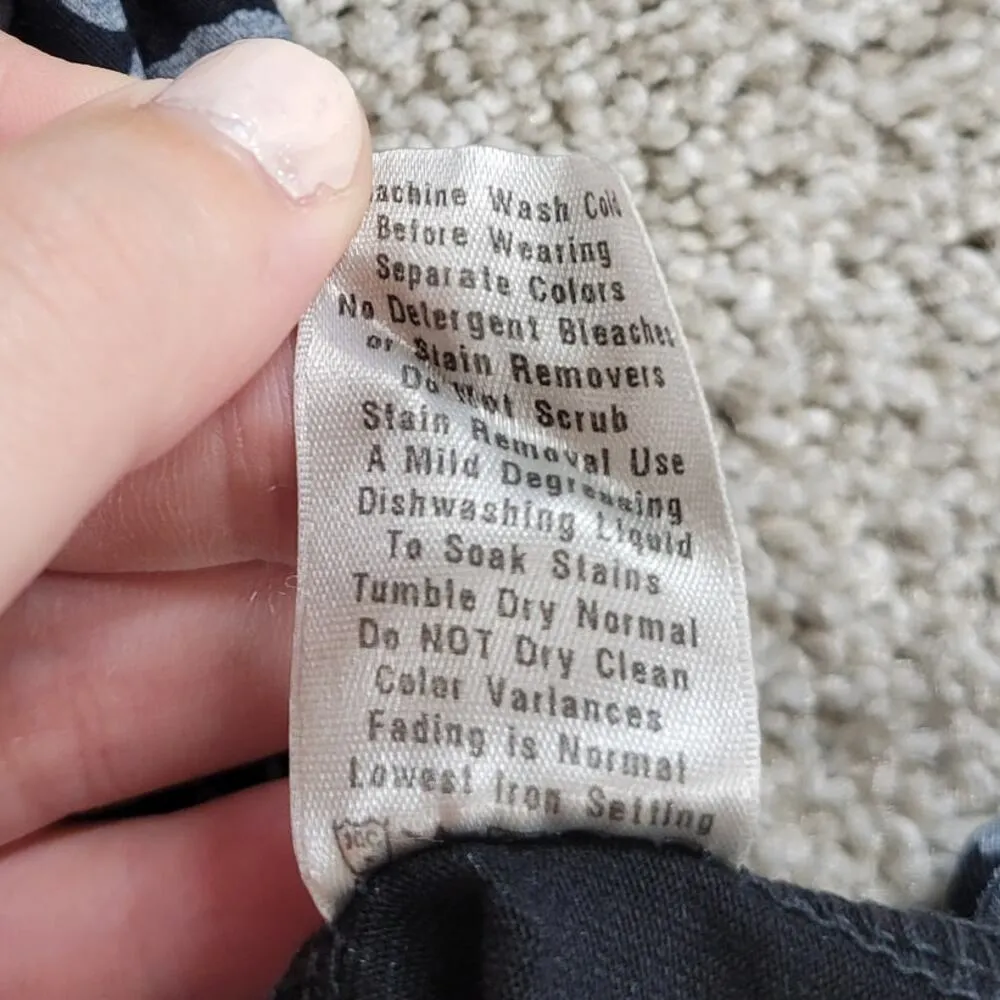 achine Wash Cold
Before Wearing
Separate Colors
No Detergent Bleaches
or Stain Removers
Do Not Scrub
Stain Removal Use
A Mild Degreasing
Dishwashing Liquid
To Soak Stains
Tumble Dry Normal
Do NOT Dry Clean
Color Variances
Fading is Normal
Lowest Iron Setting